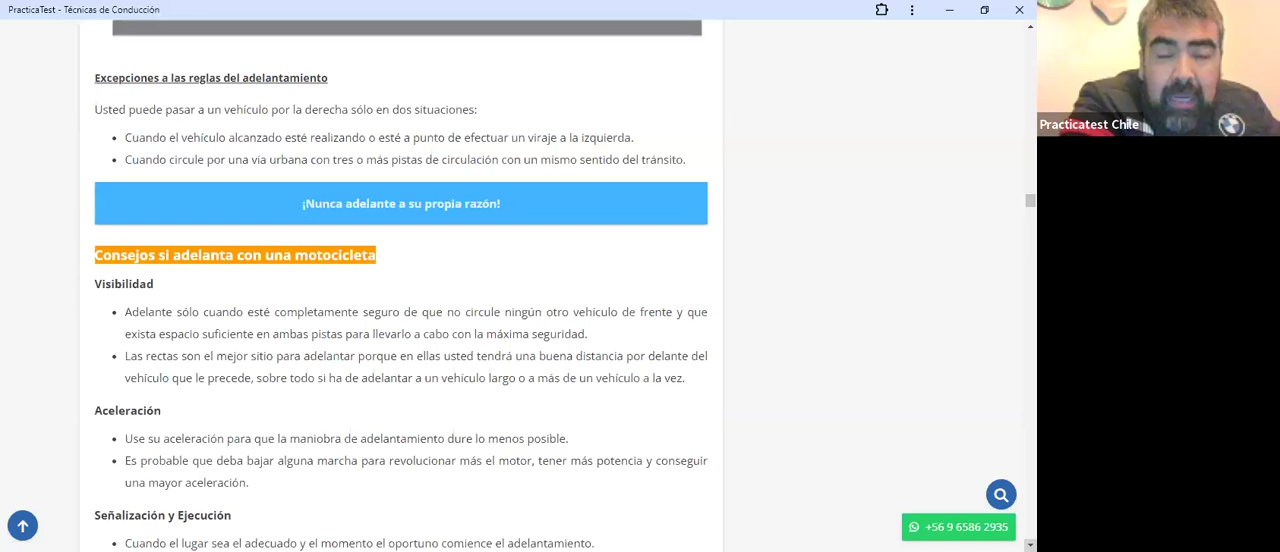 PracticaTest - Técnicas de Conducción
Practicatest Chile
Excepciones a las reglas del adelantamiento
Usted puede pasar a un vehículo por la derecha sólo en dos situaciones:
• Cuando el vehículo alcanzado esté realizando o esté a punto de efectuar un viraje a la izquierda.
• Cuando circule por una vía urbana con tres o más pistas de circulación con un mismo sentido del tránsito.
¡Nunca adelante a su propia razón!
Consejos si adelanta con una motocicleta
Visibilidad
• Adelante sólo cuando esté completamente seguro de que no circule ningún otro vehículo de frente y que
exista espacio suficiente en ambas pistas para llevarlo a cabo con la máxima seguridad.
• Las rectas son el mejor sitio para adelantar porque en ellas usted tendrá una buena distancia por delante del
vehículo que le precede, sobre todo si ha de adelantar a un vehículo largo o a más de un vehículo a la vez.
Aceleración
• Use su aceleración para que la maniobra de adelantamiento dure lo menos posible.
• Es probable que deba bajar alguna marcha para revolucionar más el motor, tener más potencia y conseguir
una mayor aceleración.
Señalización y Ejecución
• Cuando el lugar sea el adecuado y el momento el oportuno comience el adelantamiento.
+56 9 6586 2935